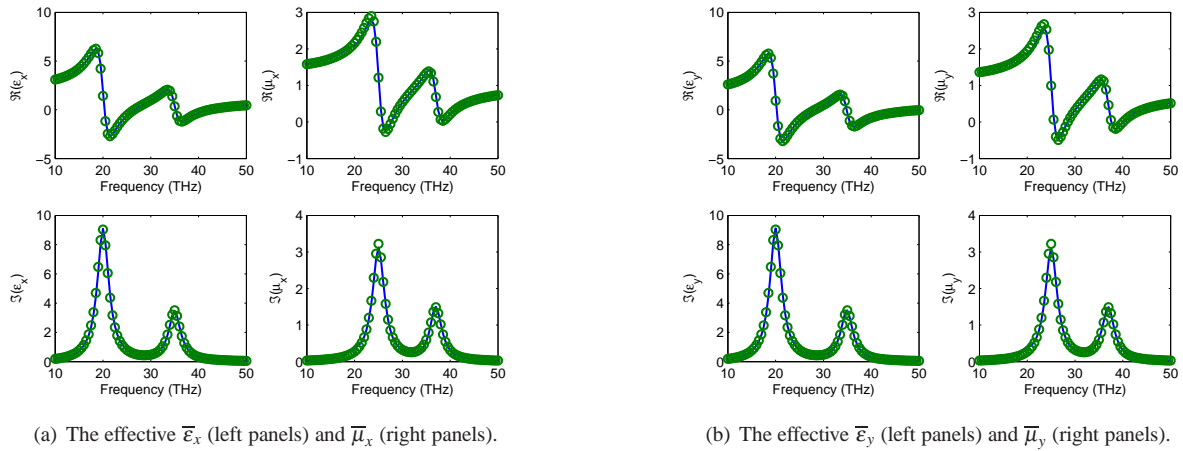 10
5
0
−5
10 20 30 40 50
Frequency (THz)
ℜ(ε_x)
3
2
1
0
−1
10 20 30 40 50
Frequency (THz)
ℜ(μ_x)
10
8
6
4
2
0
10 20 30 40 50
Frequency (THz)
ℑ(ε_x)
4
3
2
1
0
10 20 30 40 50
Frequency (THz)
ℑ(μ_x)
(a) The effective ε̅_x (left panels) and μ̅_x (right panels).
10
5
0
−5
10 20 30 40 50
Frequency (THz)
ℜ(ε_y)
3
2
1
0
−1
10 20 30 40 50
Frequency (THz)
ℜ(μ_y)
10
8
6
4
2
0
10 20 30 40 50
Frequency (THz)
ℑ(ε_y)
4
3
2
1
0
10 20 30 40 50
Frequency (THz)
ℑ(μ_y)
(b) The effective ε̅_y (left panels) and μ̅_y (right panels).